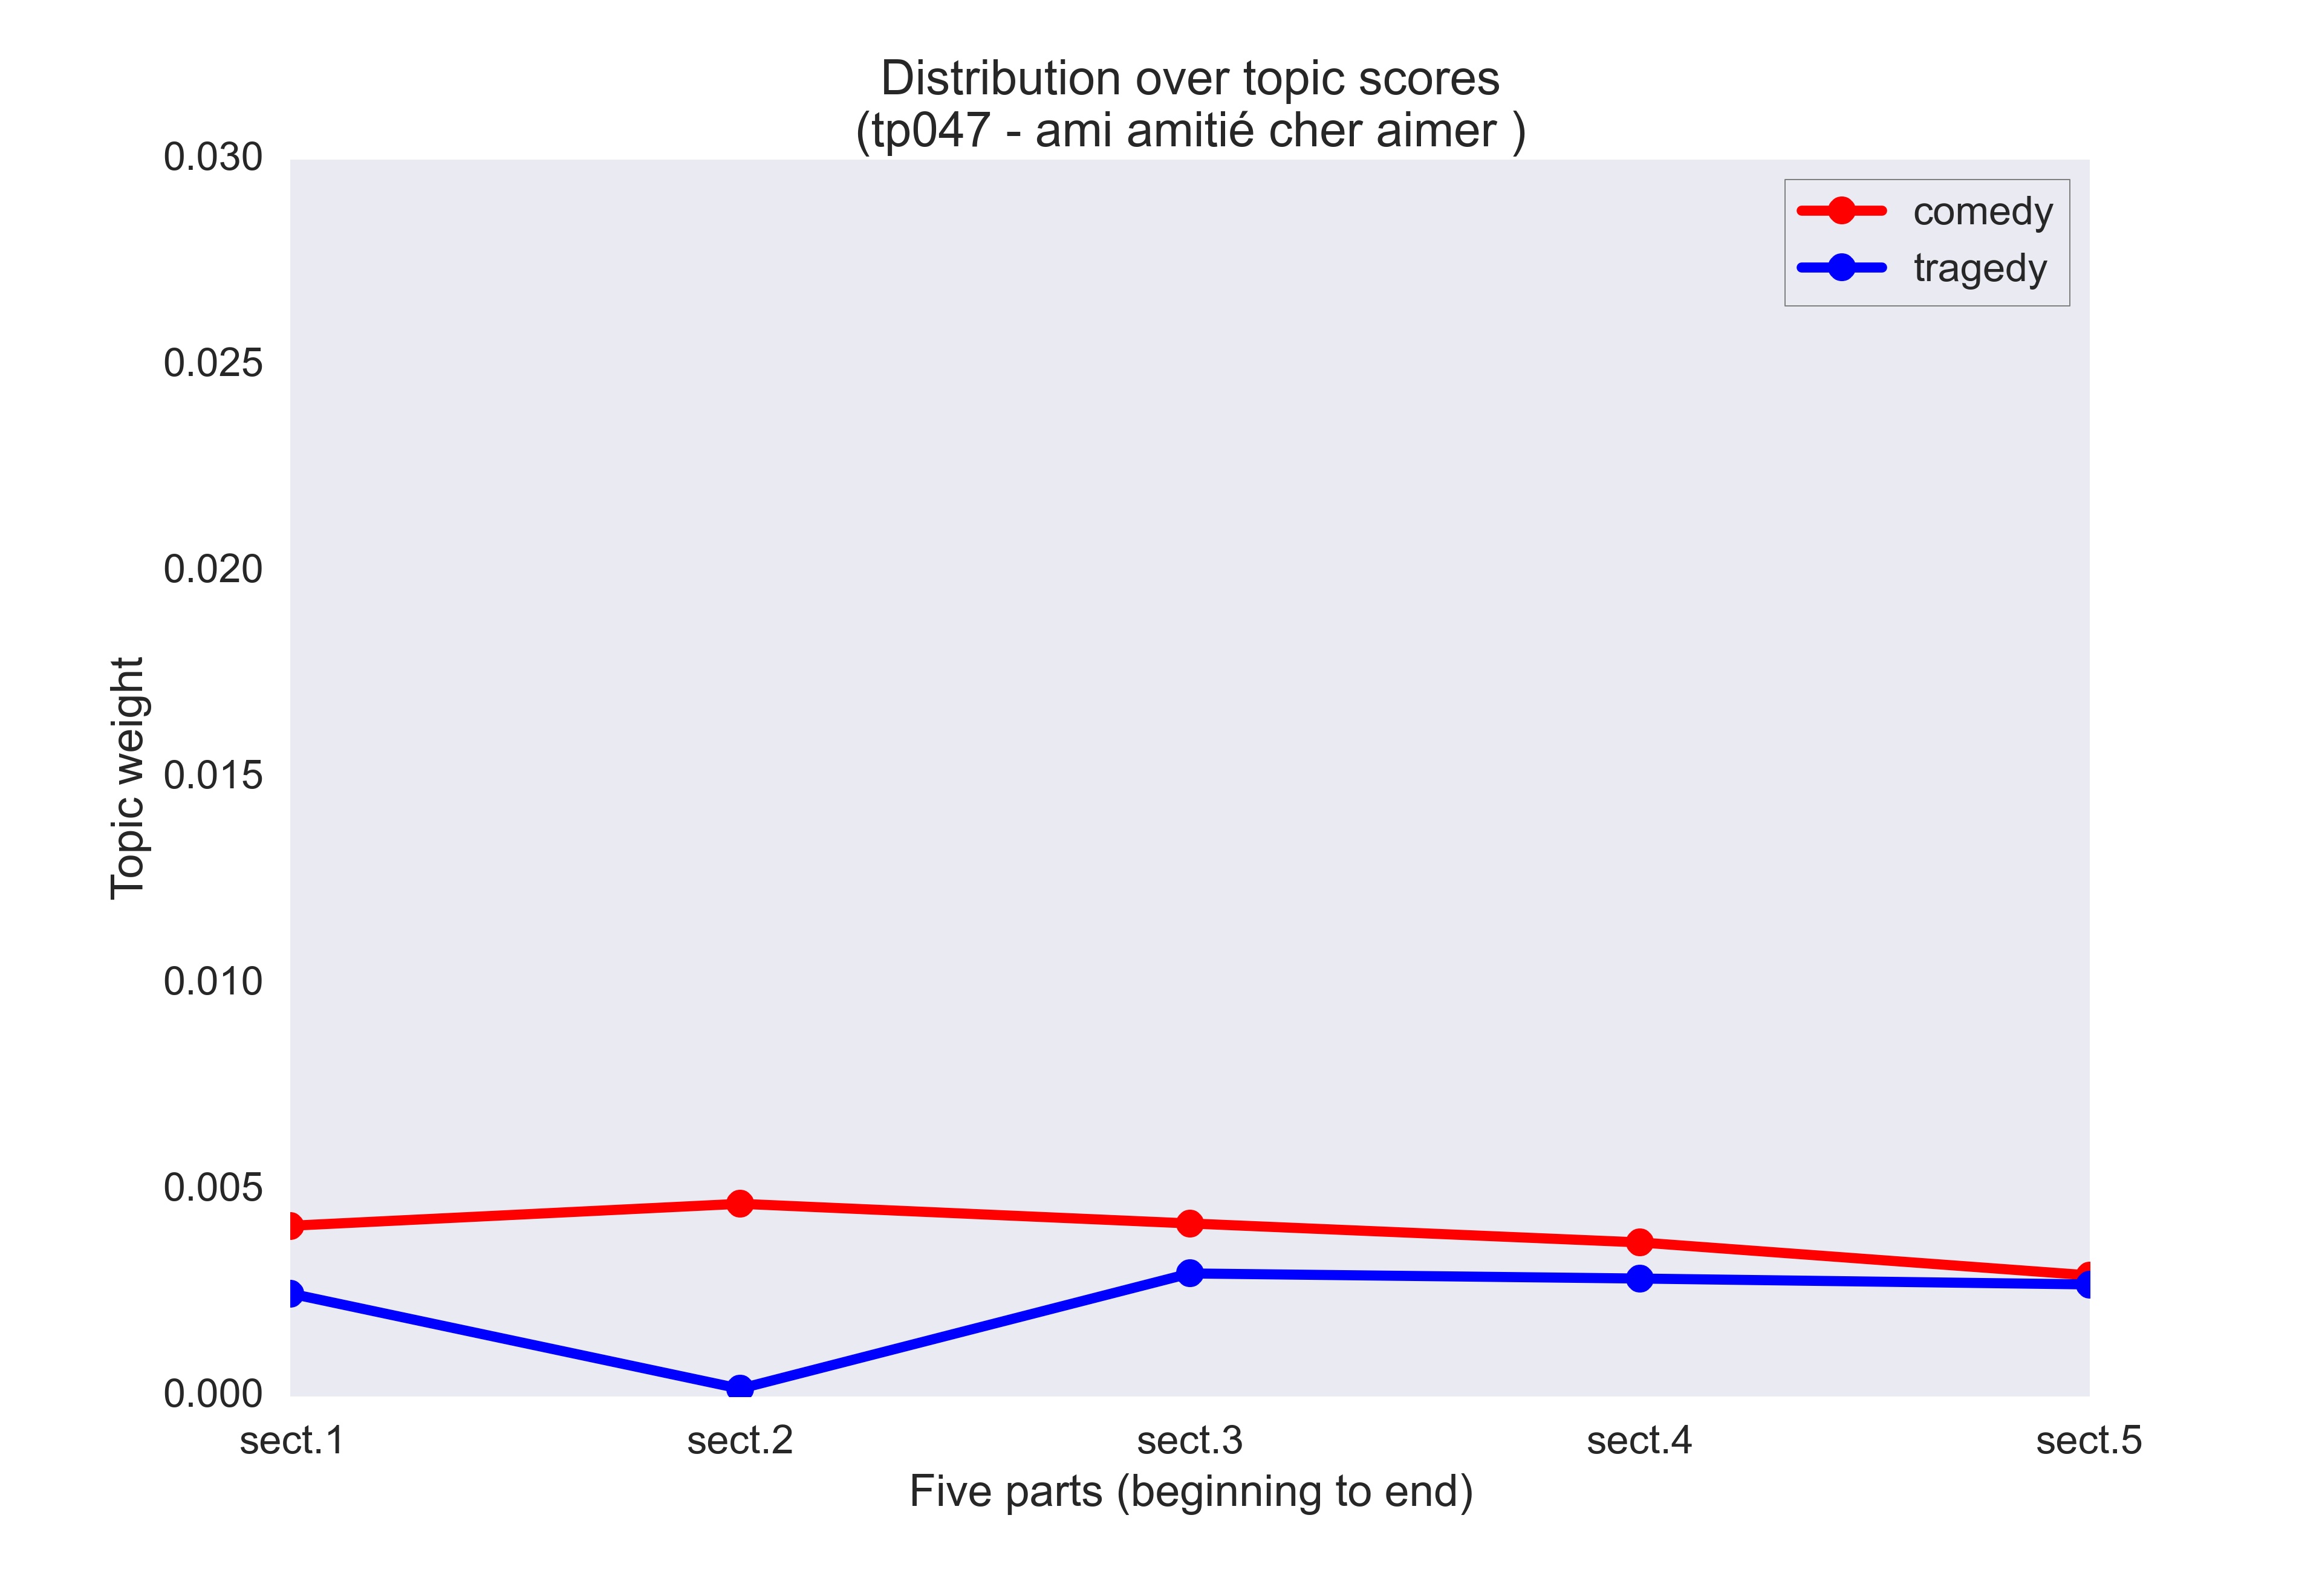 Distribution over topic scores
(tp047 - ami amitié cher aimer )
comedy
tragedy
Topic weight
0.030
0.025
0.020
0.015
0.010
0.005
0.000
sect.1
sect.2
sect.3
sect.4
sect.5
Five parts (beginning to end)